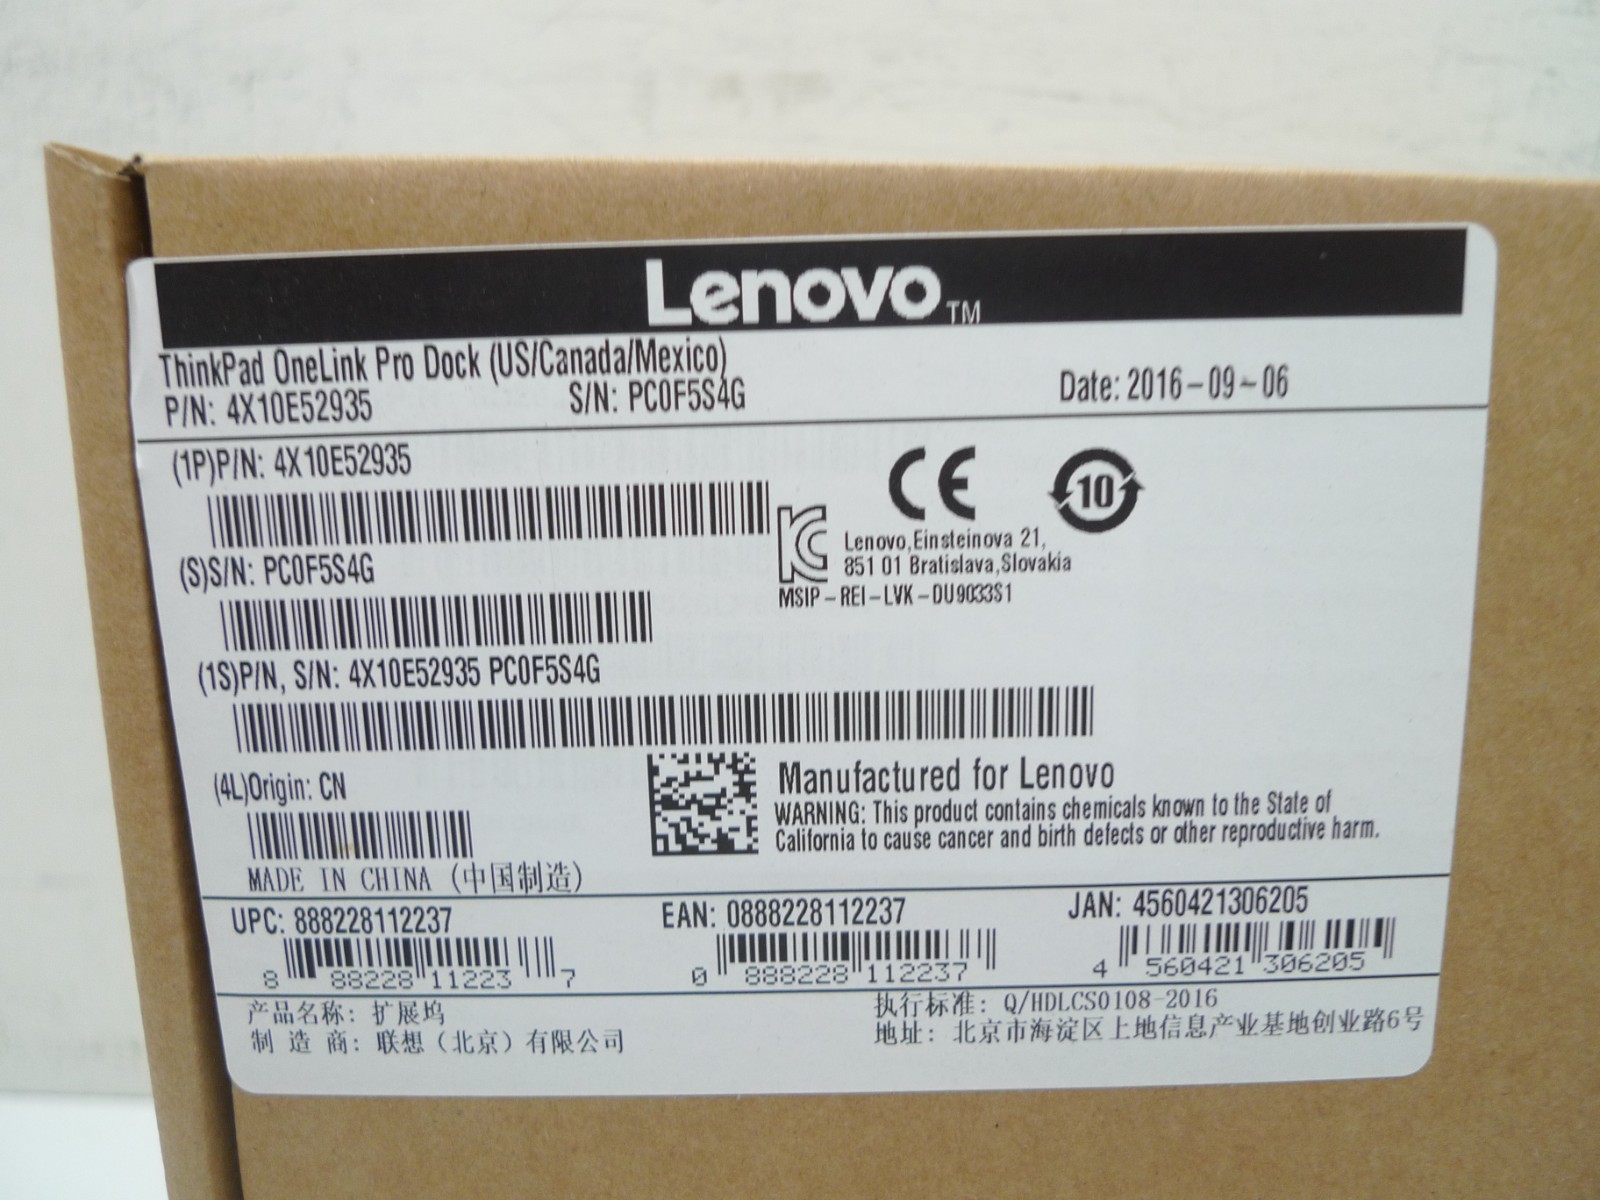 Lenovo TM
ThinkPad OneLink Pro Dock (US/Canada/Mexico)
P/N: 4X10E52935 S/N: PC0F5S4G Date: 2016-09-06
(1P)P/N: 4X10E52935
CE
10
Lenovo,Einsteinova 21,
851 01 Bratislava,Slovakia
MSIP-REI-LVK-DU9033S1
(S)S/N: PC0F5S4G
(1S)P/N, S/N: 4X10E52935 PC0F5S4G
(4L)Origin: CN
Manufactured for Lenovo
WARNING: This product contains chemicals known to the State of
California to cause cancer and birth defects or other reproductive harm.
MADE IN CHINA (中国制造)
UPC: 888228112237 EAN: 0888228112237 JAN: 4560421306205
8 88228 11223 7 0 888228 112237 4 560421 306205
产品名称: 扩展坞 执行标准: Q/HDLCS0108-2016
制 造 商: 联想（北京）有限公司 地址: 北京市海淀区上地信息产业基地创业路6号